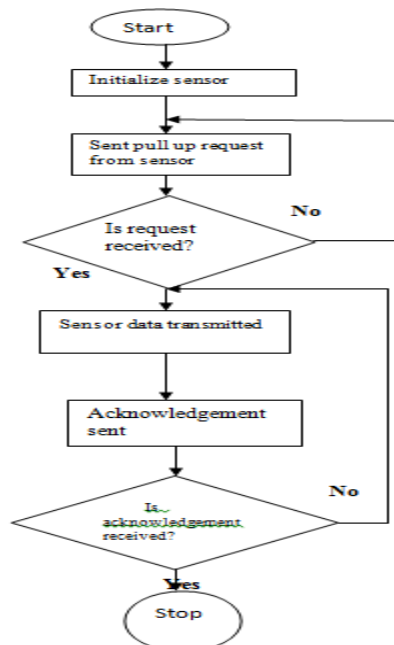 Start
Initialize sensor
Sent pull up request
from sensor
Is request
received?
No
Yes
Sensor data transmitted
Acknowledgement
sent
Is
acknowledgement
received?
No
Yes
Stop